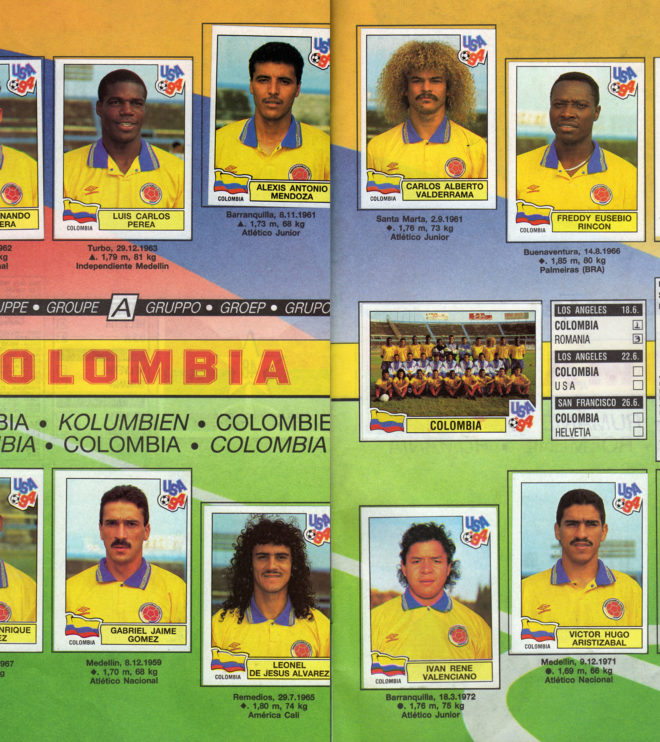 USA 94
NANDO
ERA
962
kg
nal
USA 94
COLOMBIA
LUIS CARLOS
PEREA
Turbo, 29.12.1963
▲. 1,79 m, 81 kg
Independiente Medellin
USA 94
COLOMBIA
ALEXIS ANTONIO
MENDOZA
Barranquilla, 8.11.1961
▲. 1,73 m, 68 kg
Atlético Junior
USA 94
COLOMBIA
CARLOS ALBERTO
VALDERRAMA
Santa Marta, 2.9.1961
◆. 1,76 m, 73 kg
Atlético Junior
USA 94
COLOMBIA
FREDDY EUSEBIO
RINCON
Buenaventura, 14.8.1966
◆. 1,85 m, 80 kg
Palmeiras (BRA)
UPPE • GROUPE A GRUPPO • GROEP • GRUPO
OLOMBIA
BIA • KOLUMBIEN • COLOMBIE
BIA • COLOMBIA • COLOMBIA
COLOMBIA
USA 94
LOS ANGELES 18.6.
COLOMBIA 1
ROMANIA 3
LOS ANGELES 22.6.
COLOMBIA
USA
SAN FRANCISCO 26.6.
COLOMBIA
HELVETIA
USA 94
NRIQUE
EZ
967
kg
USA 94
COLOMBIA
GABRIEL JAIME
GOMEZ
Medellin, 8.12.1959
◆. 1,70 m, 68 kg
Atlético Nacional
USA 94
COLOMBIA
LEONEL
DE JESUS ALVAREZ
Remedios, 29.7.1965
◆. 1,80 m, 74 kg
América Cali
USA 94
COLOMBIA
IVAN RENE
VALENCIANO
Barranquilla, 18.3.1972
●. 1,76 m, 75 kg
Atlético Junior
USA 94
COLOMBIA
VICTOR HUGO
ARISTIZABAL
Medellin, 9.12.1971
●. 1,69 m, 66 kg
Atlético Nacional